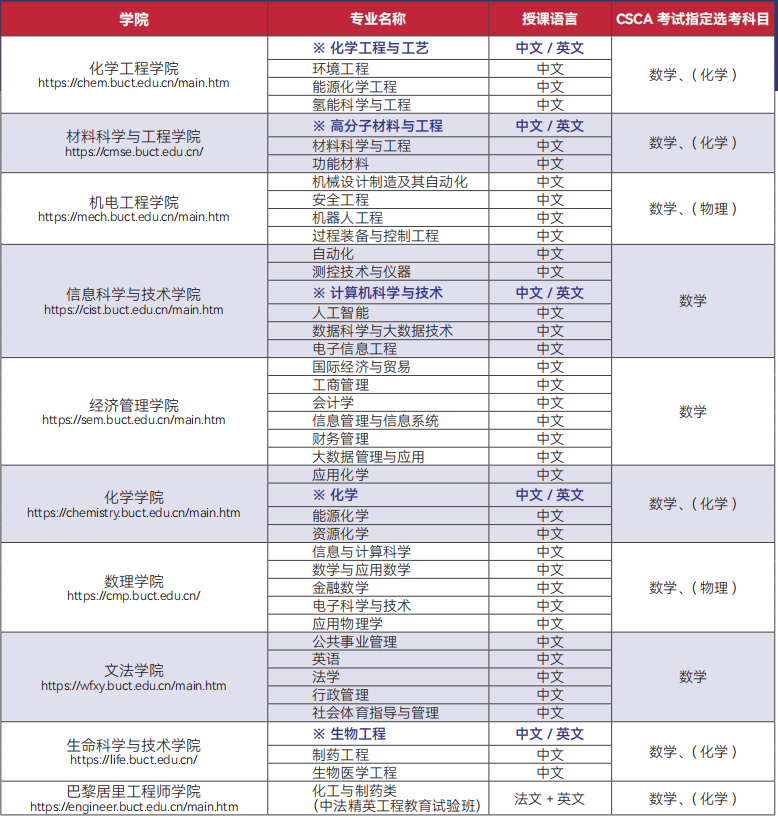 学院 专业名称 授课语言 CSCA 考试指定选考科目
化学工程学院
https://chem.buct.edu.cn/main.htm
※ 化学工程与工艺 中文 / 英文
环境工程 中文
能源化学工程 中文
氢能科学与工程 中文
数学、( 化学 )
材料科学与工程学院
https://cmse.buct.edu.cn/
※ 高分子材料与工程 中文 / 英文
材料科学与工程 中文
功能材料 中文
数学、( 化学 )
机电工程学院
https://mech.buct.edu.cn/main.htm
机械设计制造及其自动化 中文
安全工程 中文
机器人工程 中文
过程装备与控制工程 中文
数学、( 物理 )
信息科学与技术学院
https://cist.buct.edu.cn/main.htm
自动化 中文
测控技术与仪器 中文
※ 计算机科学与技术 中文 / 英文
人工智能 中文
数据科学与大数据技术 中文
电子信息工程 中文
数学
经济管理学院
https://sem.buct.edu.cn/main.htm
国际经济与贸易 中文
工商管理 中文
会计学 中文
信息管理与信息系统 中文
财务管理 中文
大数据管理与应用 中文
数学
化学学院
https://chemistry.buct.edu.cn/main.htm
应用化学 中文
※ 化学 中文 / 英文
能源化学 中文
资源化学 中文
数学、( 化学 )
数理学院
https://cmp.buct.edu.cn/
信息与计算科学 中文
数学与应用数学 中文
金融数学 中文
电子科学与技术 中文
应用物理学 中文
数学、( 物理 )
文法学院
https://wfxy.buct.edu.cn/main.htm
公共事业管理 中文
英语 中文
法学 中文
行政管理 中文
社会体育指导与管理 中文
数学
生命科学与技术学院
https://life.buct.edu.cn/
※ 生物工程 中文 / 英文
制药工程 中文
生物医学工程 中文
数学、( 化学 )
巴黎居里工程师学院
https://engineer.buct.edu.cn/main.htm
化工与制药类
（中法精英工程教育试验班）
法文 + 英文
数学、( 化学 )